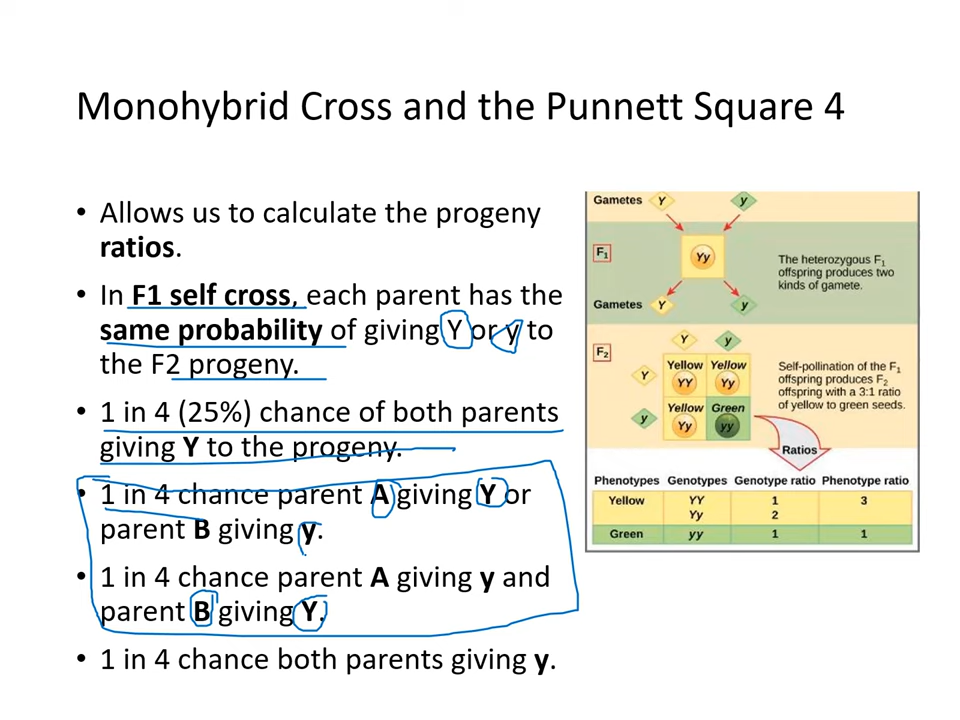 Monohybrid Cross and the Punnett Square 4
• Allows us to calculate the progeny
ratios.
• In F1 self cross, each parent has the
same probability of giving Y or y to
the F2 progeny.
• 1 in 4 (25%) chance of both parents
giving Y to the progeny.
• 1 in 4 chance parent A giving Y or
parent B giving y.
• 1 in 4 chance parent A giving y and
parent B giving Y.
• 1 in 4 chance both parents giving y.
Gametes Y y
F1 Yy The heterozygous F1
offspring produces two
kinds of gamete.
Gametes Y y
F2 Y y
Y Yellow Yellow
YY Yy
y Yellow Green
Yy yy
Self-pollination of the F1
offspring produces F2
offspring with a 3:1 ratio
of yellow to green seeds.
Ratios
Phenotypes Genotypes Genotype ratio Phenotype ratio
Yellow YY 1 3
Yy 2
Green yy 1 1